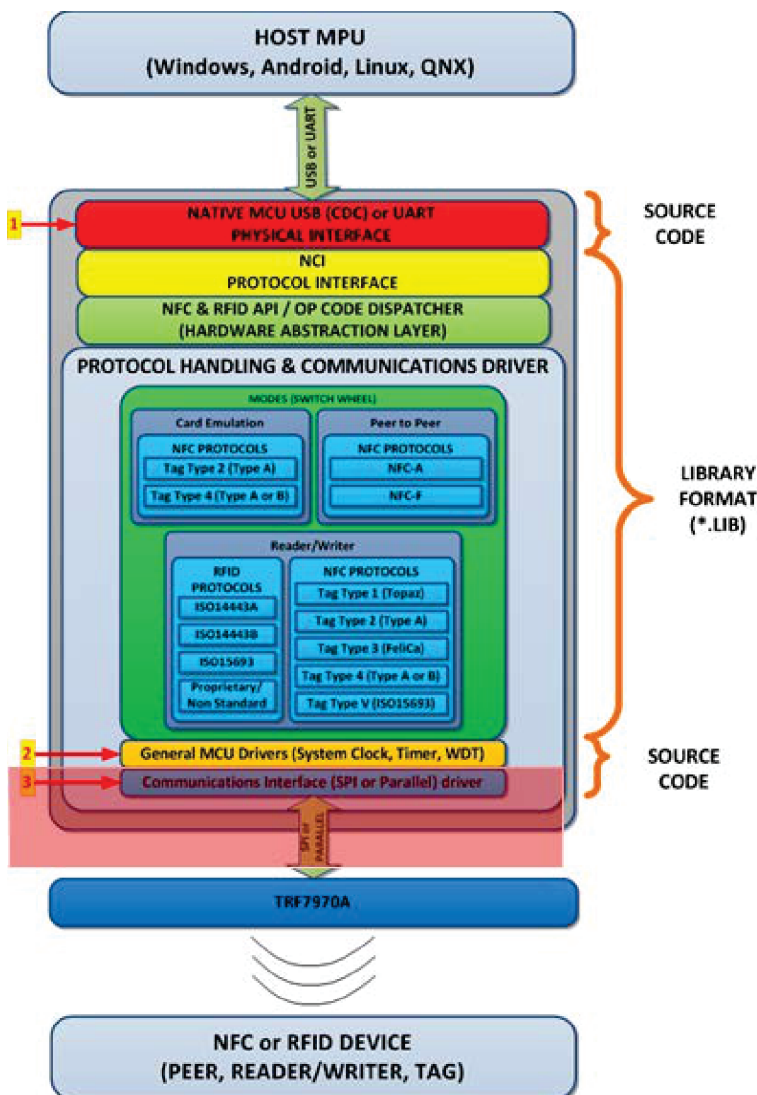 HOST MPU
(Windows, Android, Linux, QNX)
USB or UART
1
NATIVE MCU USB (CDC) or UART
PHYSICAL INTERFACE
SOURCE
CODE
NCI
PROTOCOL INTERFACE
NFC & RFID API / OP CODE DISPATCHER
(HARDWARE ABSTRACTION LAYER)
PROTOCOL HANDLING & COMMUNICATIONS DRIVER
MODES (SWITCH WHEEL)
Card Emulation
NFC PROTOCOLS
Tag Type 2 (Type A)
Tag Type 4 (Type A or B)
Peer to Peer
NFC PROTOCOLS
NFC-A
NFC-F
LIBRARY
FORMAT
(*.LIB)
Reader/Writer
RFID
PROTOCOLS
ISO14443A
ISO14443B
ISO15693
Proprietary/
Non Standard
NFC PROTOCOLS
Tag Type 1 (Topaz)
Tag Type 2 (Type A)
Tag Type 3 (FeliCa)
Tag Type 4 (Type A or B)
Tag Type V (ISO15693)
2
General MCU Drivers (System Clock, Timer, WDT)
SOURCE
CODE
3
Communications Interface (SPI or Parallel) driver
SPI or
PARALLEL
TRF7970A
NFC or RFID DEVICE
(PEER, READER/WRITER, TAG)